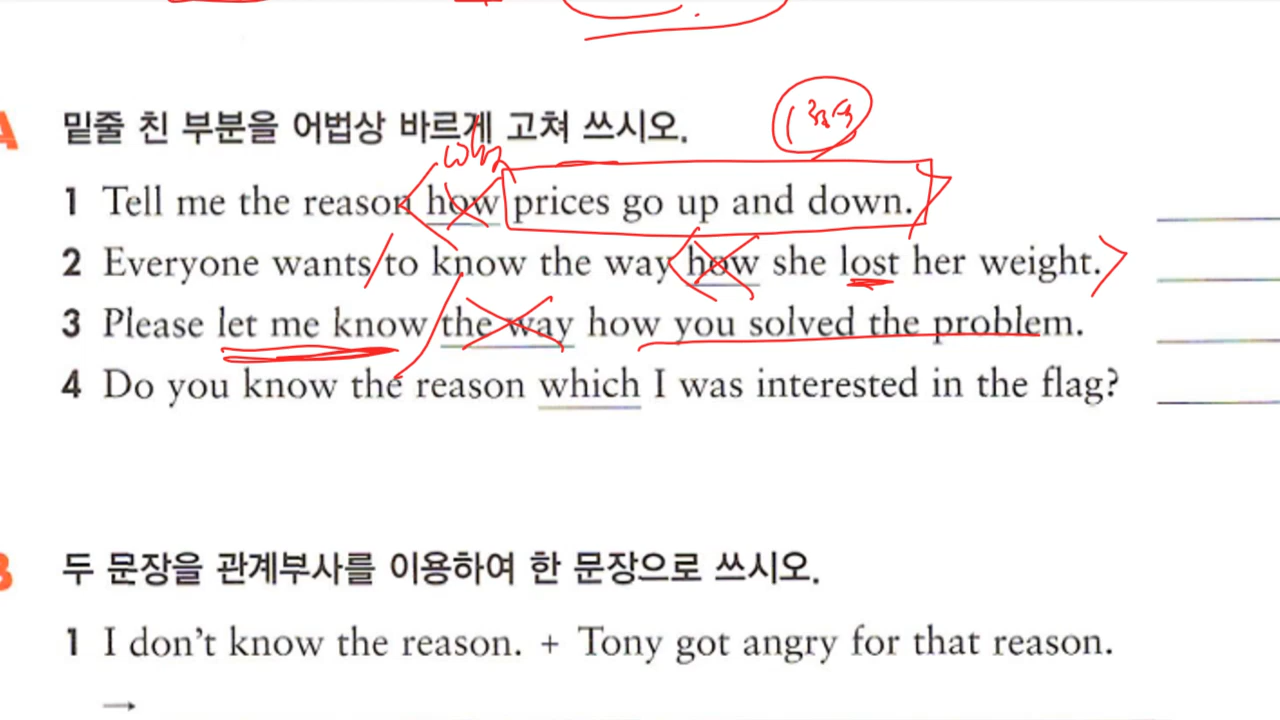 A 밑줄 친 부분을 어법상 바르게 고쳐 쓰시오.
why
1 Tell me the reason how prices go up and down.
2 Everyone wants to know the way how she lost her weight.
3 Please let me know the way how you solved the problem.
4 Do you know the reason which I was interested in the flag?
B 두 문장을 관계부사를 이용하여 한 문장으로 쓰시오.
1 I don't know the reason. + Tony got angry for that reason.
→